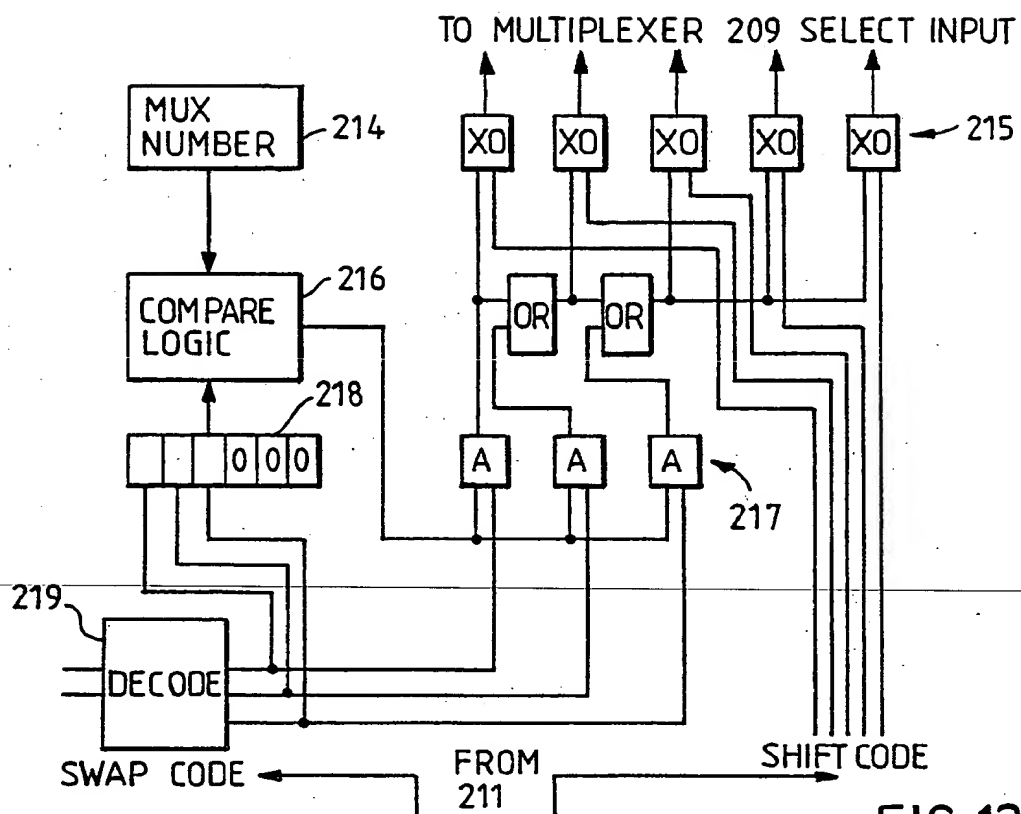 TO MULTIPLEXER 209 SELECT INPUT
MUX
NUMBER
214
XO
XO
XO
XO
XO
215
COMPARE
LOGIC
216
OR
OR
218
0
0
0
A
A
A
217
219
DECODE
SWAP CODE
FROM
211
SHIFT CODE